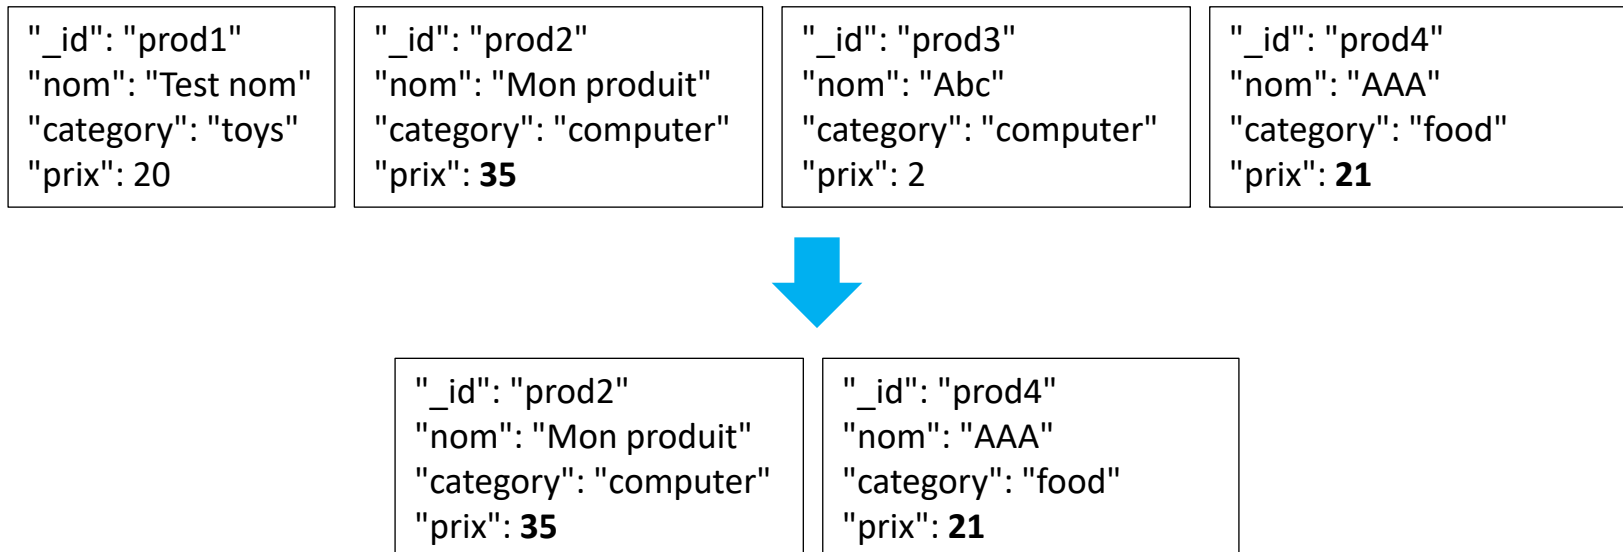 "_id": "prod1"
"nom": "Test nom"
"category": "toys"
"prix": 20
"_id": "prod2"
"nom": "Mon produit"
"category": "computer"
"prix": 35
"_id": "prod3"
"nom": "Abc"
"category": "computer"
"prix": 2
"_id": "prod4"
"nom": "AAA"
"category": "food"
"prix": 21
"_id": "prod2"
"nom": "Mon produit"
"category": "computer"
"prix": 35
"_id": "prod4"
"nom": "AAA"
"category": "food"
"prix": 21